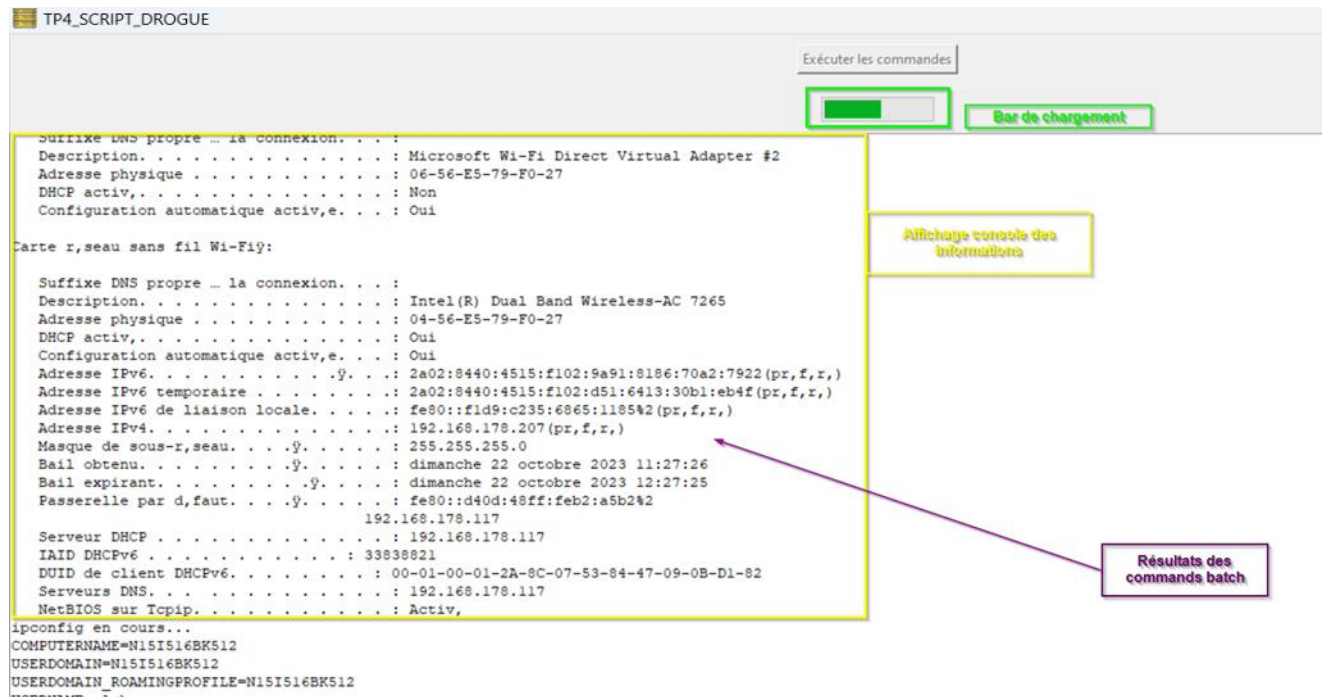 TP4_SCRIPT_DROGUE
Exécuter les commandes
Bar de chargement
Suffixe DNS propre … la connexion. . . :
Description. . . . . . . . . . . . . . : Microsoft Wi-Fi Direct Virtual Adapter #2
Adresse physique . . . . . . . . . . . : 06-56-E5-79-F0-27
DHCP activ‚. . . . . . . . . . . . . . : Non
Configuration automatique activ‚e. . . : Oui
Affichage console des
informations
Carte r‚seau sans fil Wi-Fiÿ:
Suffixe DNS propre … la connexion. . . :
Description. . . . . . . . . . . . . . : Intel(R) Dual Band Wireless-AC 7265
Adresse physique . . . . . . . . . . . : 04-56-E5-79-F0-27
DHCP activ‚. . . . . . . . . . . . . . : Oui
Configuration automatique activ‚e. . . : Oui
Adresse IPv6. . . . . . . . . . .ÿ. . .: 2a02:8440:4515:f102:9a91:8186:70a2:7922(pr‚f‚r‚)
Adresse IPv6 temporaire . . . . . . . .: 2a02:8440:4515:f102:d51:6413:30b1:eb4f(pr‚f‚r‚)
Adresse IPv6 de liaison locale. . . . .: fe80::f1d9:c235:6865:1185%2(pr‚f‚r‚)
Adresse IPv4. . . . . . . . . . . . . .: 192.168.178.207(pr‚f‚r‚)
Masque de sous-r‚seau. . . .ÿ. . . . . : 255.255.255.0
Bail obtenu. . . . . . . . .ÿ. . . . . : dimanche 22 octobre 2023 11:27:26
Bail expirant. . . . . . . . .ÿ. . . . : dimanche 22 octobre 2023 12:27:25
Passerelle par d‚faut. . . .ÿ. . . . . : fe80::d40d:48ff:feb2:a5b2%2
192.168.178.117
Serveur DHCP . . . . . . . . . . . . . : 192.168.178.117
IAID DHCPv6 . . . . . . . . . . . : 33838821
DUID de client DHCPv6. . . . . . . . : 00-01-00-01-2A-8C-07-53-84-47-09-0B-D1-82
Serveurs DNS. . . . . . . . . . . . . : 192.168.178.117
NetBIOS sur Tcpip. . . . . . . . . . . : Activ‚
Résultats des
commands batch
ipconfig en cours...
COMPUTERNAME=N15I516BK512
USERDOMAIN=N15I516BK512
USERDOMAIN_ROAMINGPROFILE=N15I516BK512